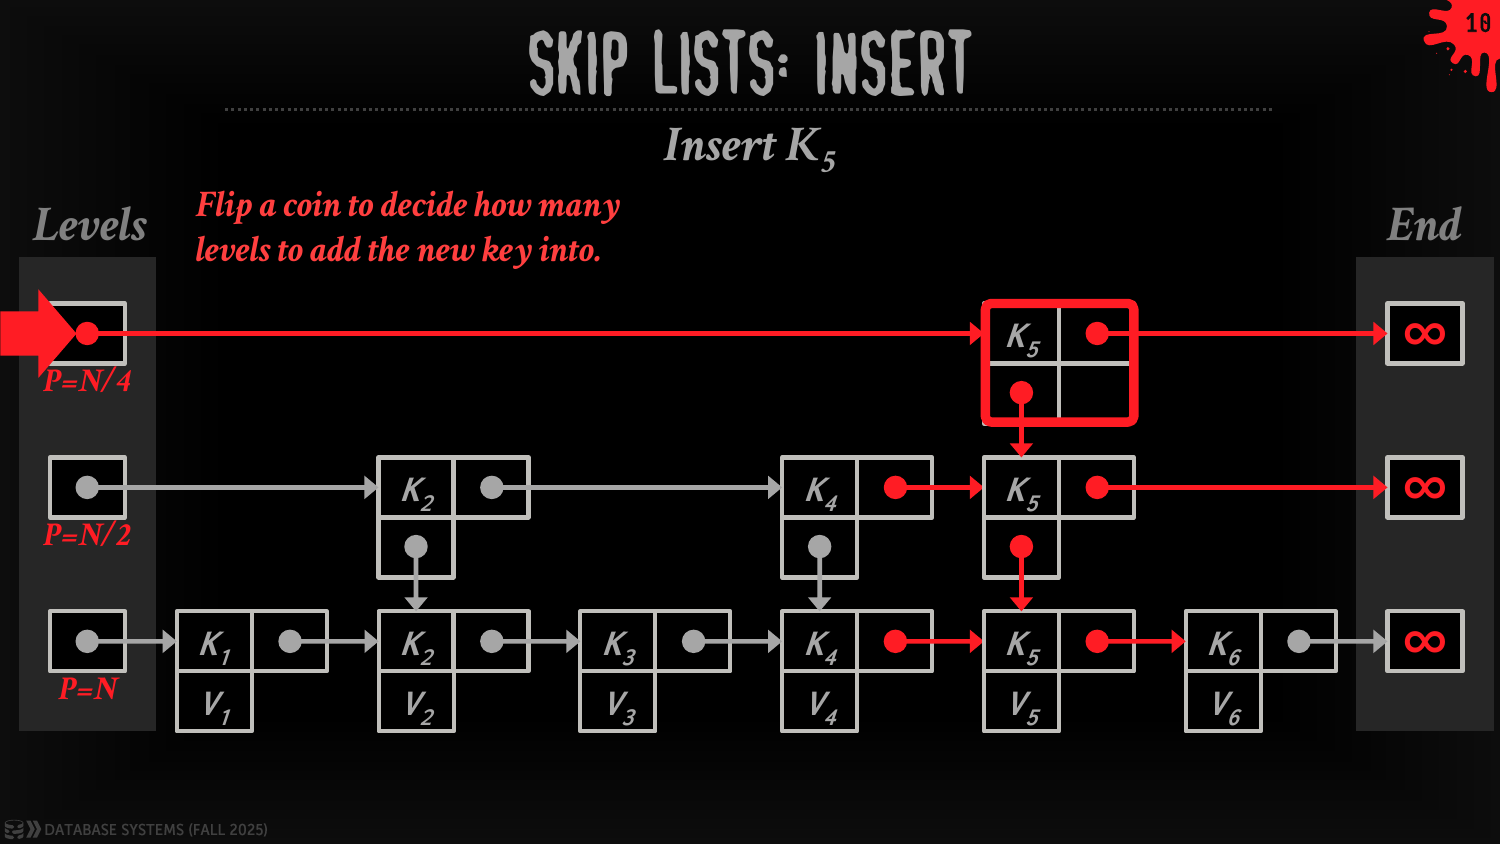 10
SKIP LISTS: INSERT
Insert K₅
Flip a coin to decide how many
levels to add the new key into.
Levels
End
K₅
∞
P=N/4
K₂
K₄
K₅
∞
P=N/2
K₁
K₂
K₃
K₄
K₅
K₆
∞
P=N
V₁
V₂
V₃
V₄
V₅
V₆
DATABASE SYSTEMS (FALL 2025)